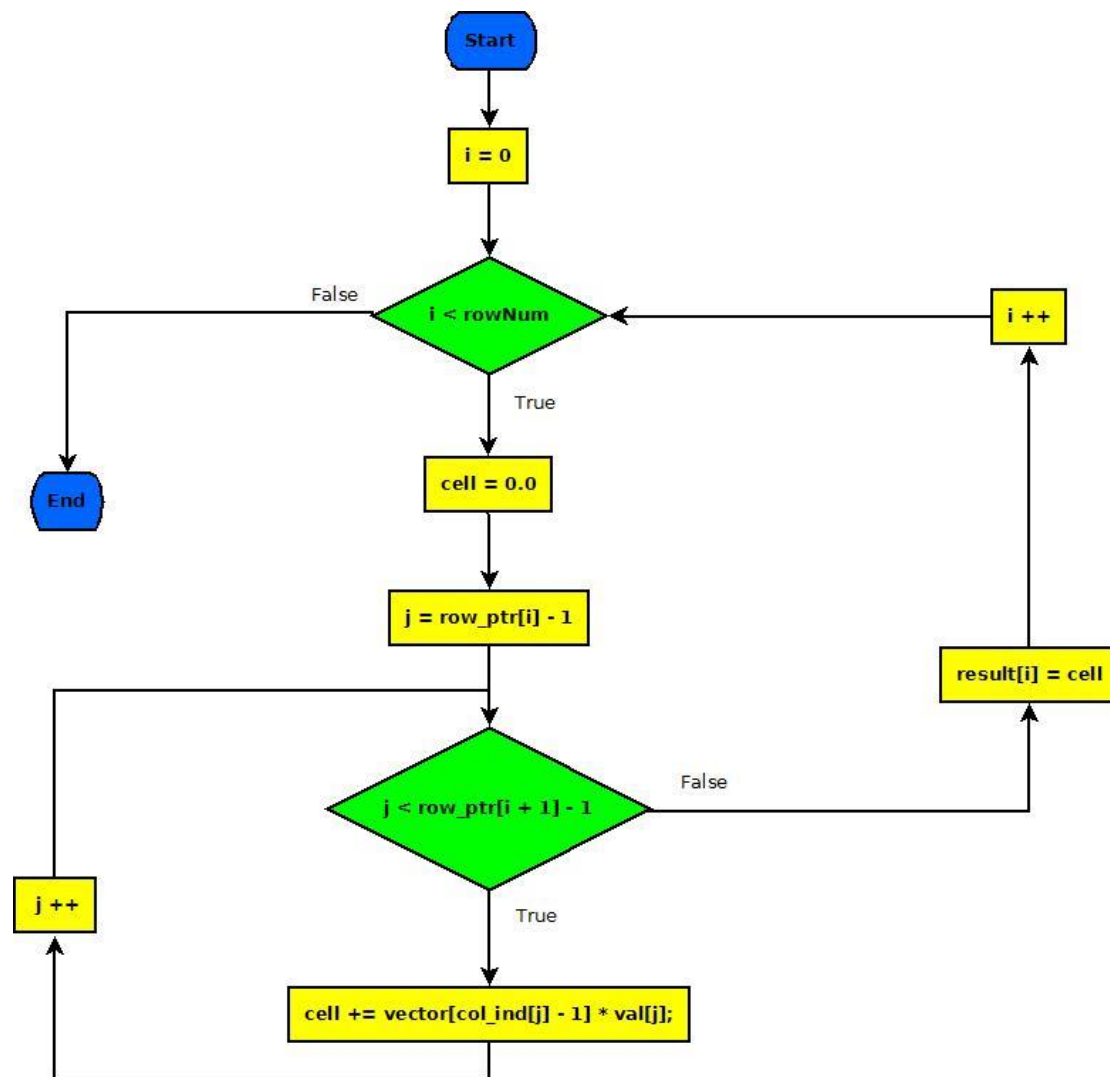 Start
i = 0
False
i < rowNum
i ++
True
cell = 0.0
End
j = row_ptr[i] - 1
result[i] = cell
False
j < row_ptr[i + 1] - 1
j ++
True
cell += vector[col_ind[j] - 1] * val[j];